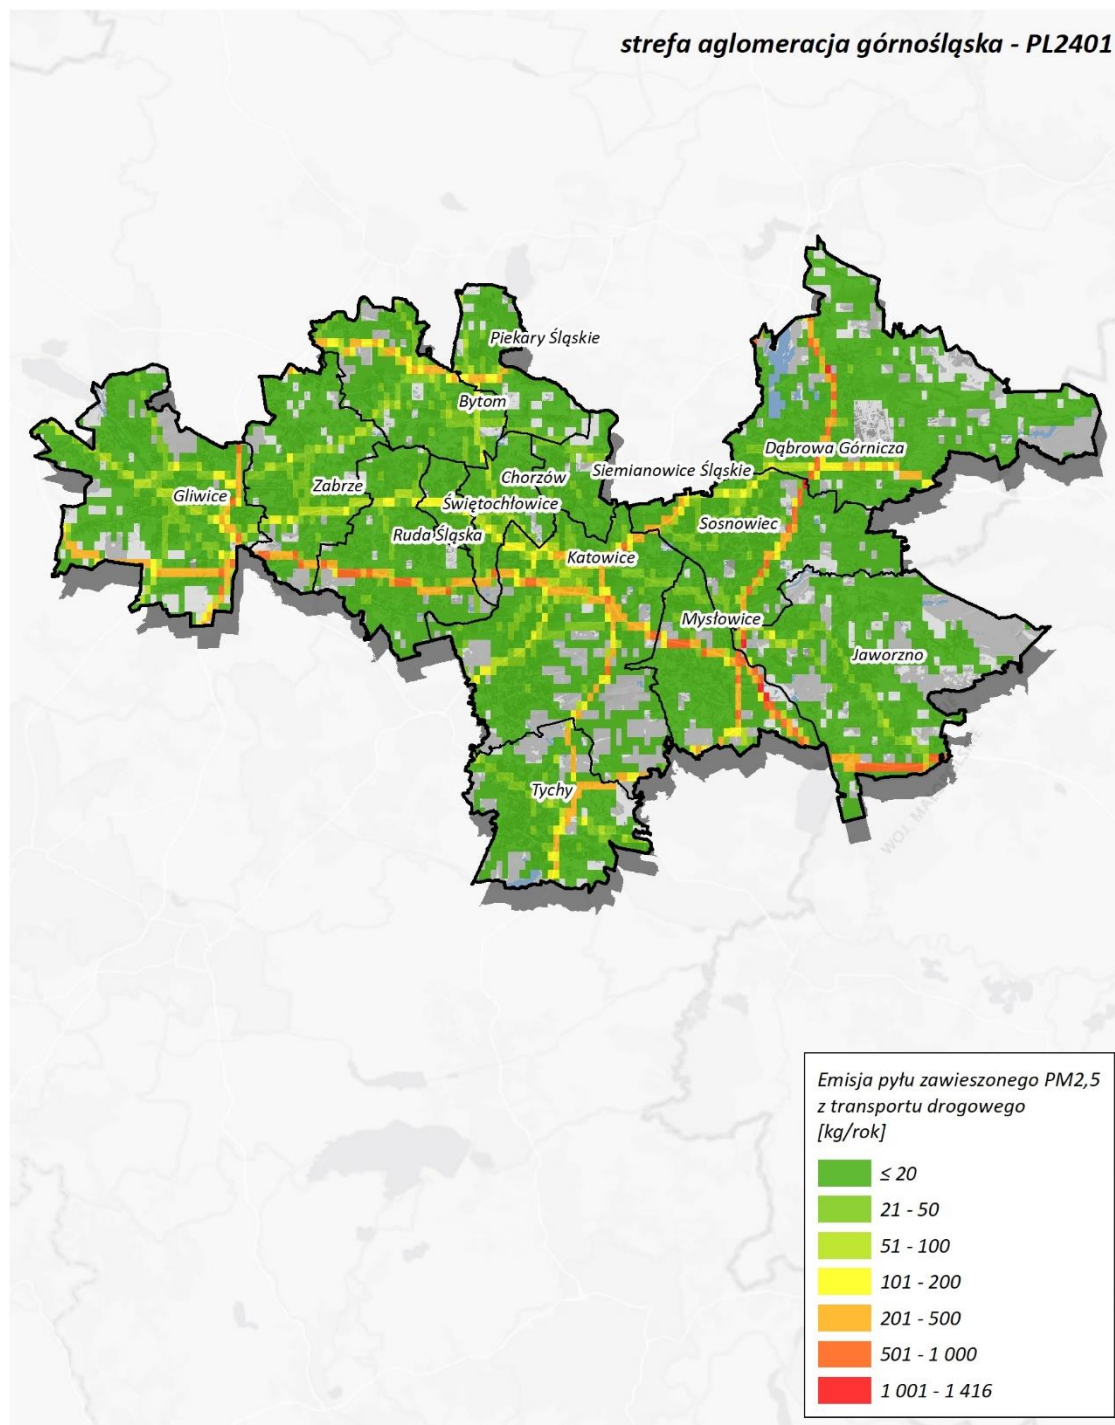 strefa aglomeracja górnośląska - PL2401
Piekary Śląskie
Bytom
Dąbrowa Górnicza
Siemianowice Śląskie
Chorzów
Zabrze
Gliwice
Świętochłowice
Sosnowiec
Ruda Śląska
Katowice
Mysłowice
Jaworzno
Tychy
Emisja pyłu zawieszonego PM2,5
z transportu drogowego
[kg/rok]
≤ 20
21 - 50
51 - 100
101 - 200
201 - 500
501 - 1 000
1 001 - 1 416